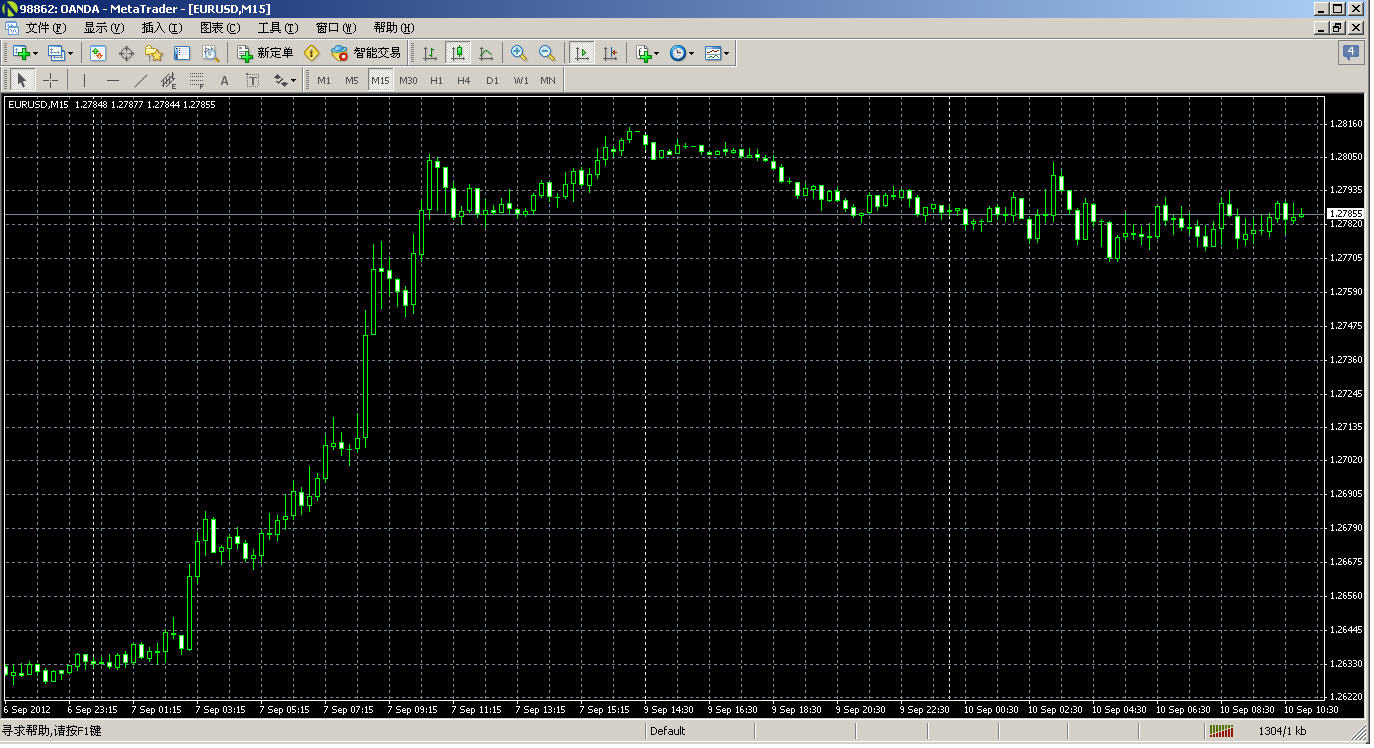 98862: OANDA - MetaTrader - [EURUSD,M15]
文件(F) 显示(V) 插入(I) 图表(C) 工具(T) 窗口(W) 帮助(H)
新定单 智能交易 4
A T M1 M5 M15 M30 H1 H4 D1 W1 MN
EURUSD,M15 1.27848 1.27877 1.27844 1.27855
1.28160
1.28050
1.27935
1.27855
1.27820
1.27705
1.27590
1.27475
1.27360
1.27245
1.27135
1.27020
1.26905
1.26790
1.26675
1.26560
1.26445
1.26330
1.26220
6 Sep 2012 6 Sep 23:15 7 Sep 01:15 7 Sep 03:15 7 Sep 05:15 7 Sep 07:15 7 Sep 09:15 7 Sep 11:15 7 Sep 13:15 7 Sep 15:15 9 Sep 14:30 9 Sep 16:30 9 Sep 18:30 9 Sep 20:30 9 Sep 22:30 10 Sep 00:30 10 Sep 02:30 10 Sep 04:30 10 Sep 06:30 10 Sep 08:30 10 Sep 10:30
寻求帮助,请按F1键 Default 1304/1 kb